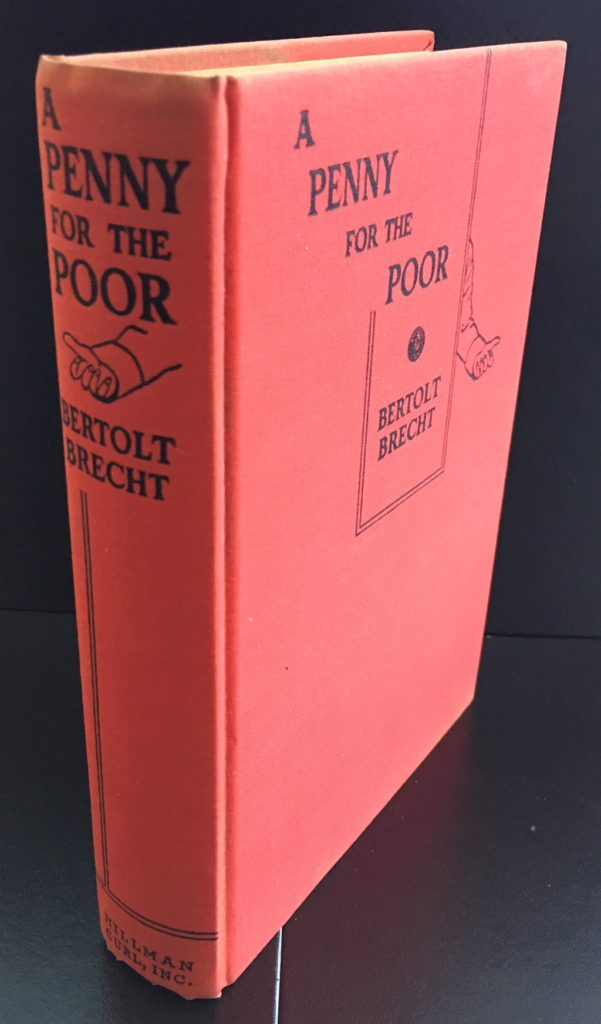 A
PENNY
FOR THE
POOR
BERTOLT
BRECHT
HILLMAN
CURL, INC.
A
PENNY
FOR THE
POOR
BERTOLT
BRECHT